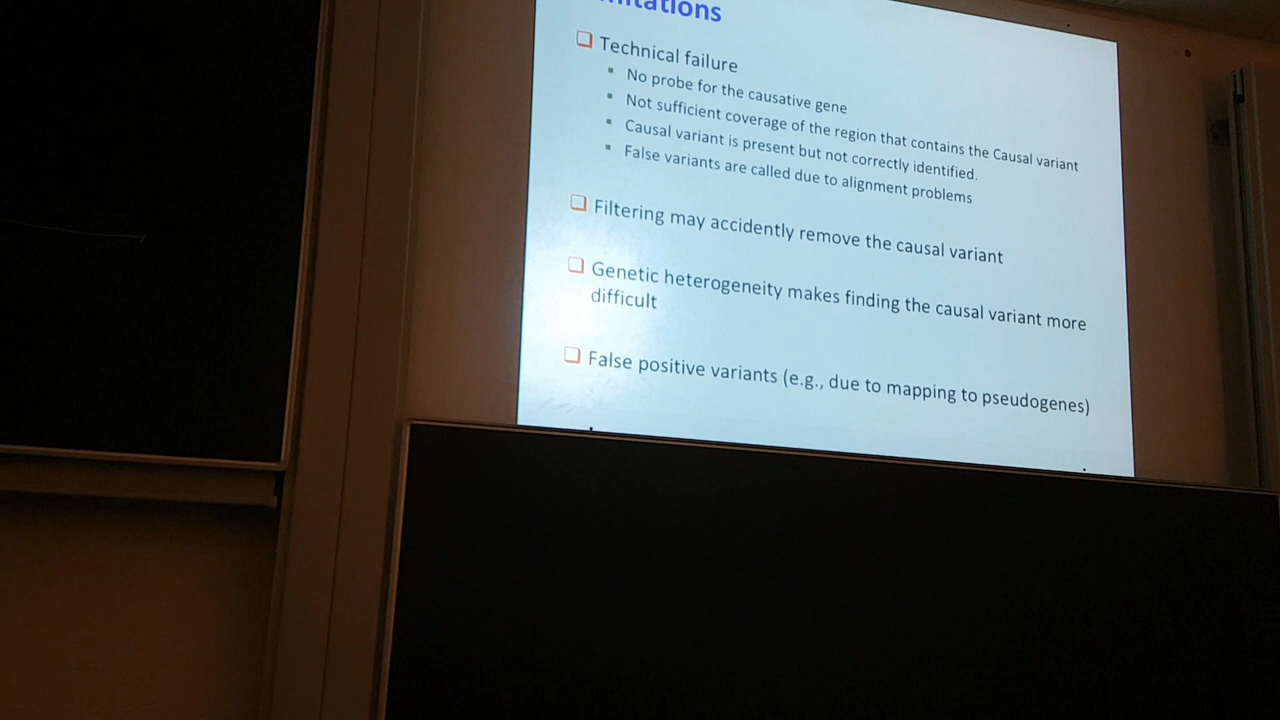 Technical failure
No probe for the causative gene
Not sufficient coverage of the region that contains the Causal variant
Causal variant is present but not correctly identified.
False variants are called due to alignment problems
Filtering may accidently remove the causal variant
Genetic heterogeneity makes finding the causal variant more
difficult
False positive variants (e.g., due to mapping to pseudogenes)